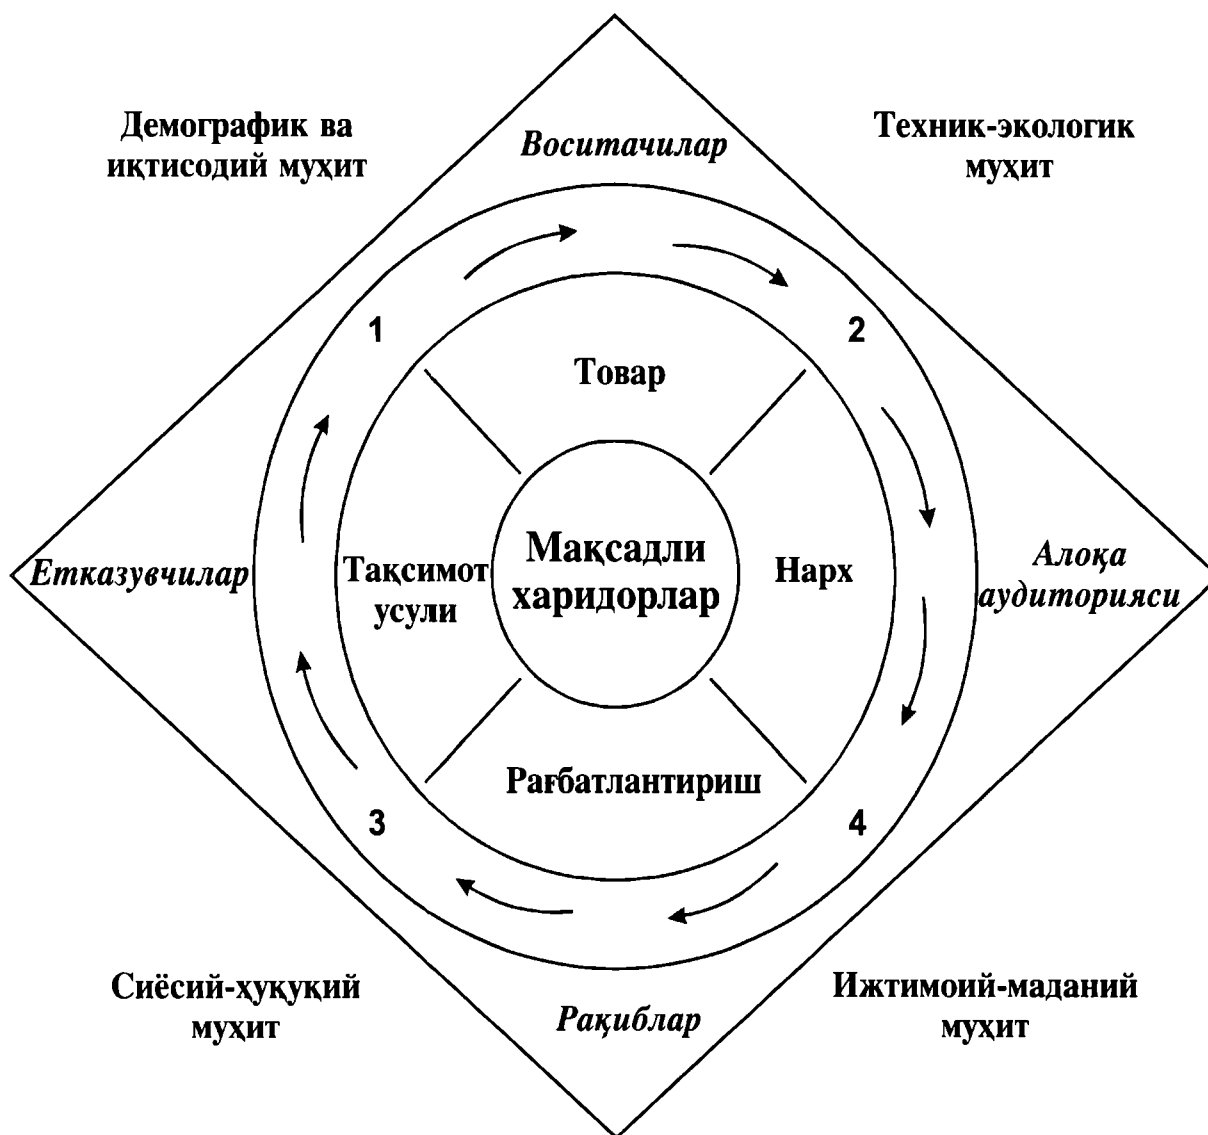 Демографик ва
иқтисодий муҳит
Воситачилар
Техник-экологик
муҳит
1
2
Товар
Етказувчилар
Тақсимот
усули
Мақсадли
харидорлар
Нарх
Алоқа
аудиторияси
Рағбатлантириш
3
4
Сиёсий-ҳуқуқий
муҳит
Рақиблар
Ижтимоий-маданий
муҳит